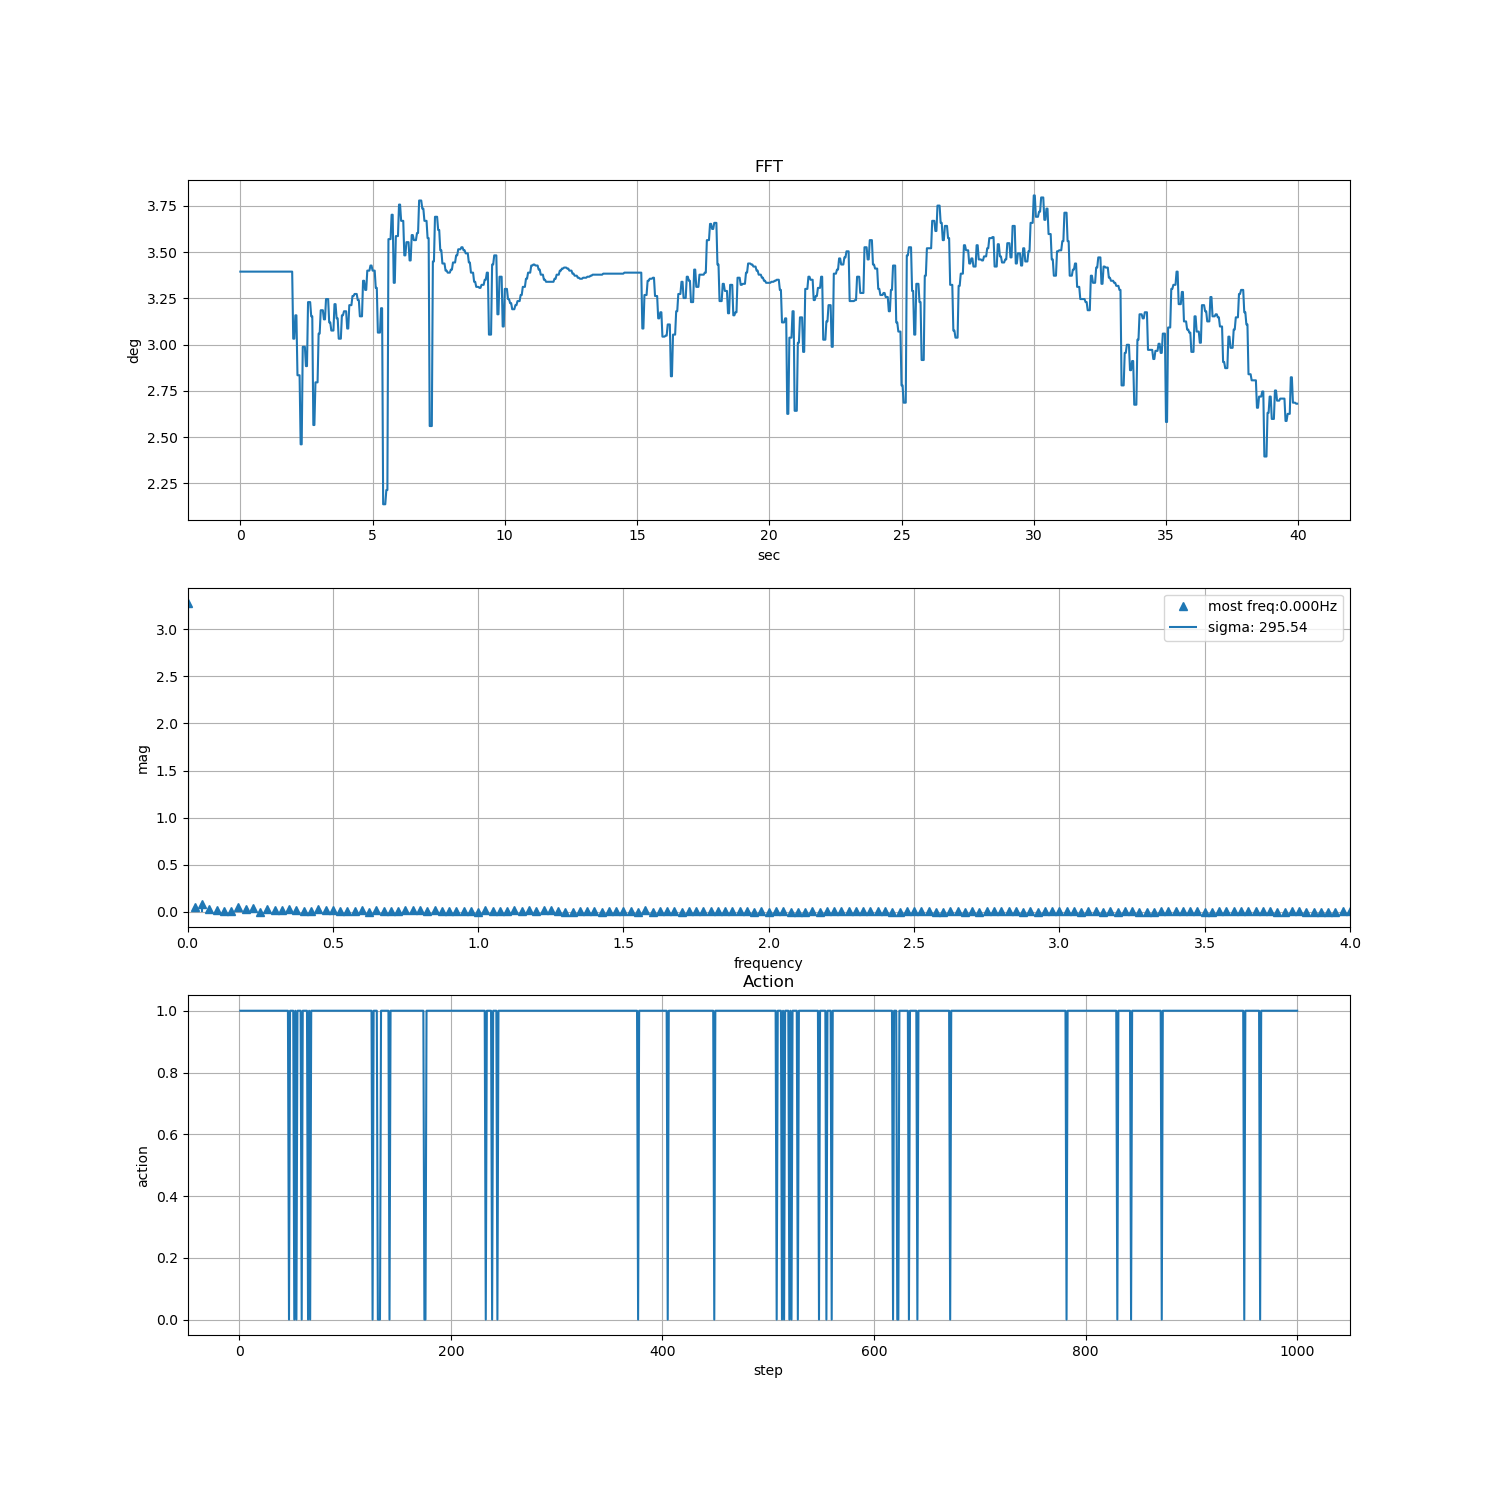 FFT
3.75
3.50
3.25
3.00
2.75
2.50
2.25
deg
0 5 10 15 20 25 30 35 40
sec
most freq:0.000Hz
sigma: 295.54
3.0
2.5
2.0
1.5
1.0
0.5
0.0
mag
0.0 0.5 1.0 1.5 2.0 2.5 3.0 3.5 4.0
frequency
Action
1.0
0.8
0.6
0.4
0.2
0.0
action
0 200 400 600 800 1000
step